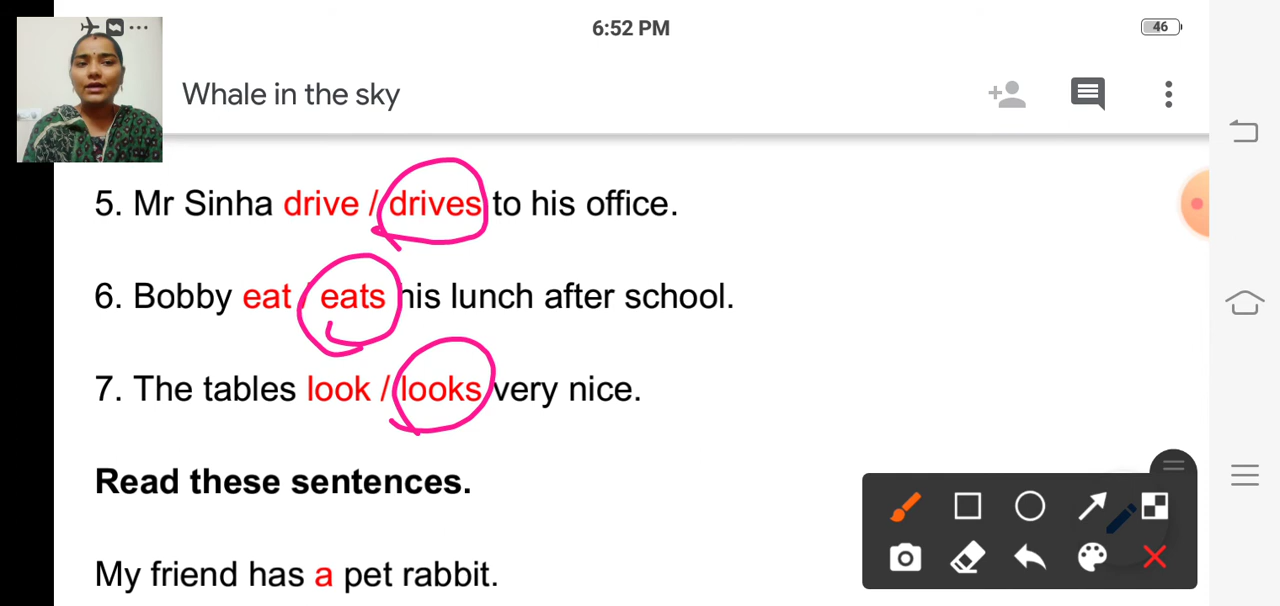 6:52 PM
46
Whale in the sky
5. Mr Sinha drive / drives to his office.
6. Bobby eat / eats his lunch after school.
7. The tables look / looks very nice.
Read these sentences.
My friend has a pet rabbit.